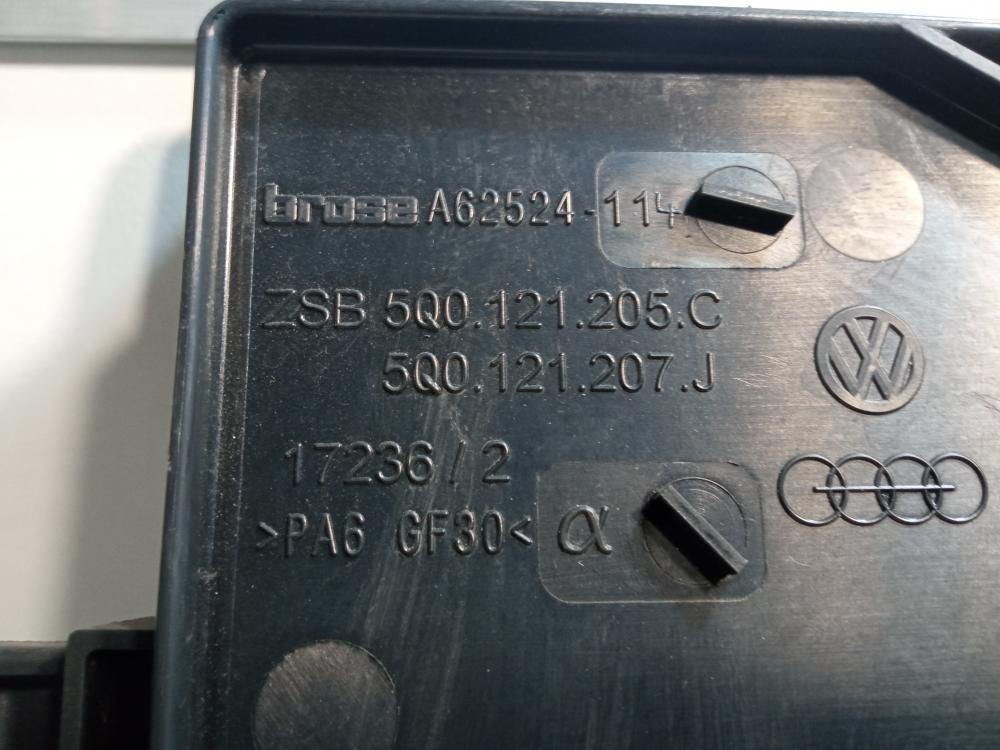 brose A62524-114
ZSB 5Q0.121.205.C
5Q0.121.207.J
17236/2
>PA6 GF30< α